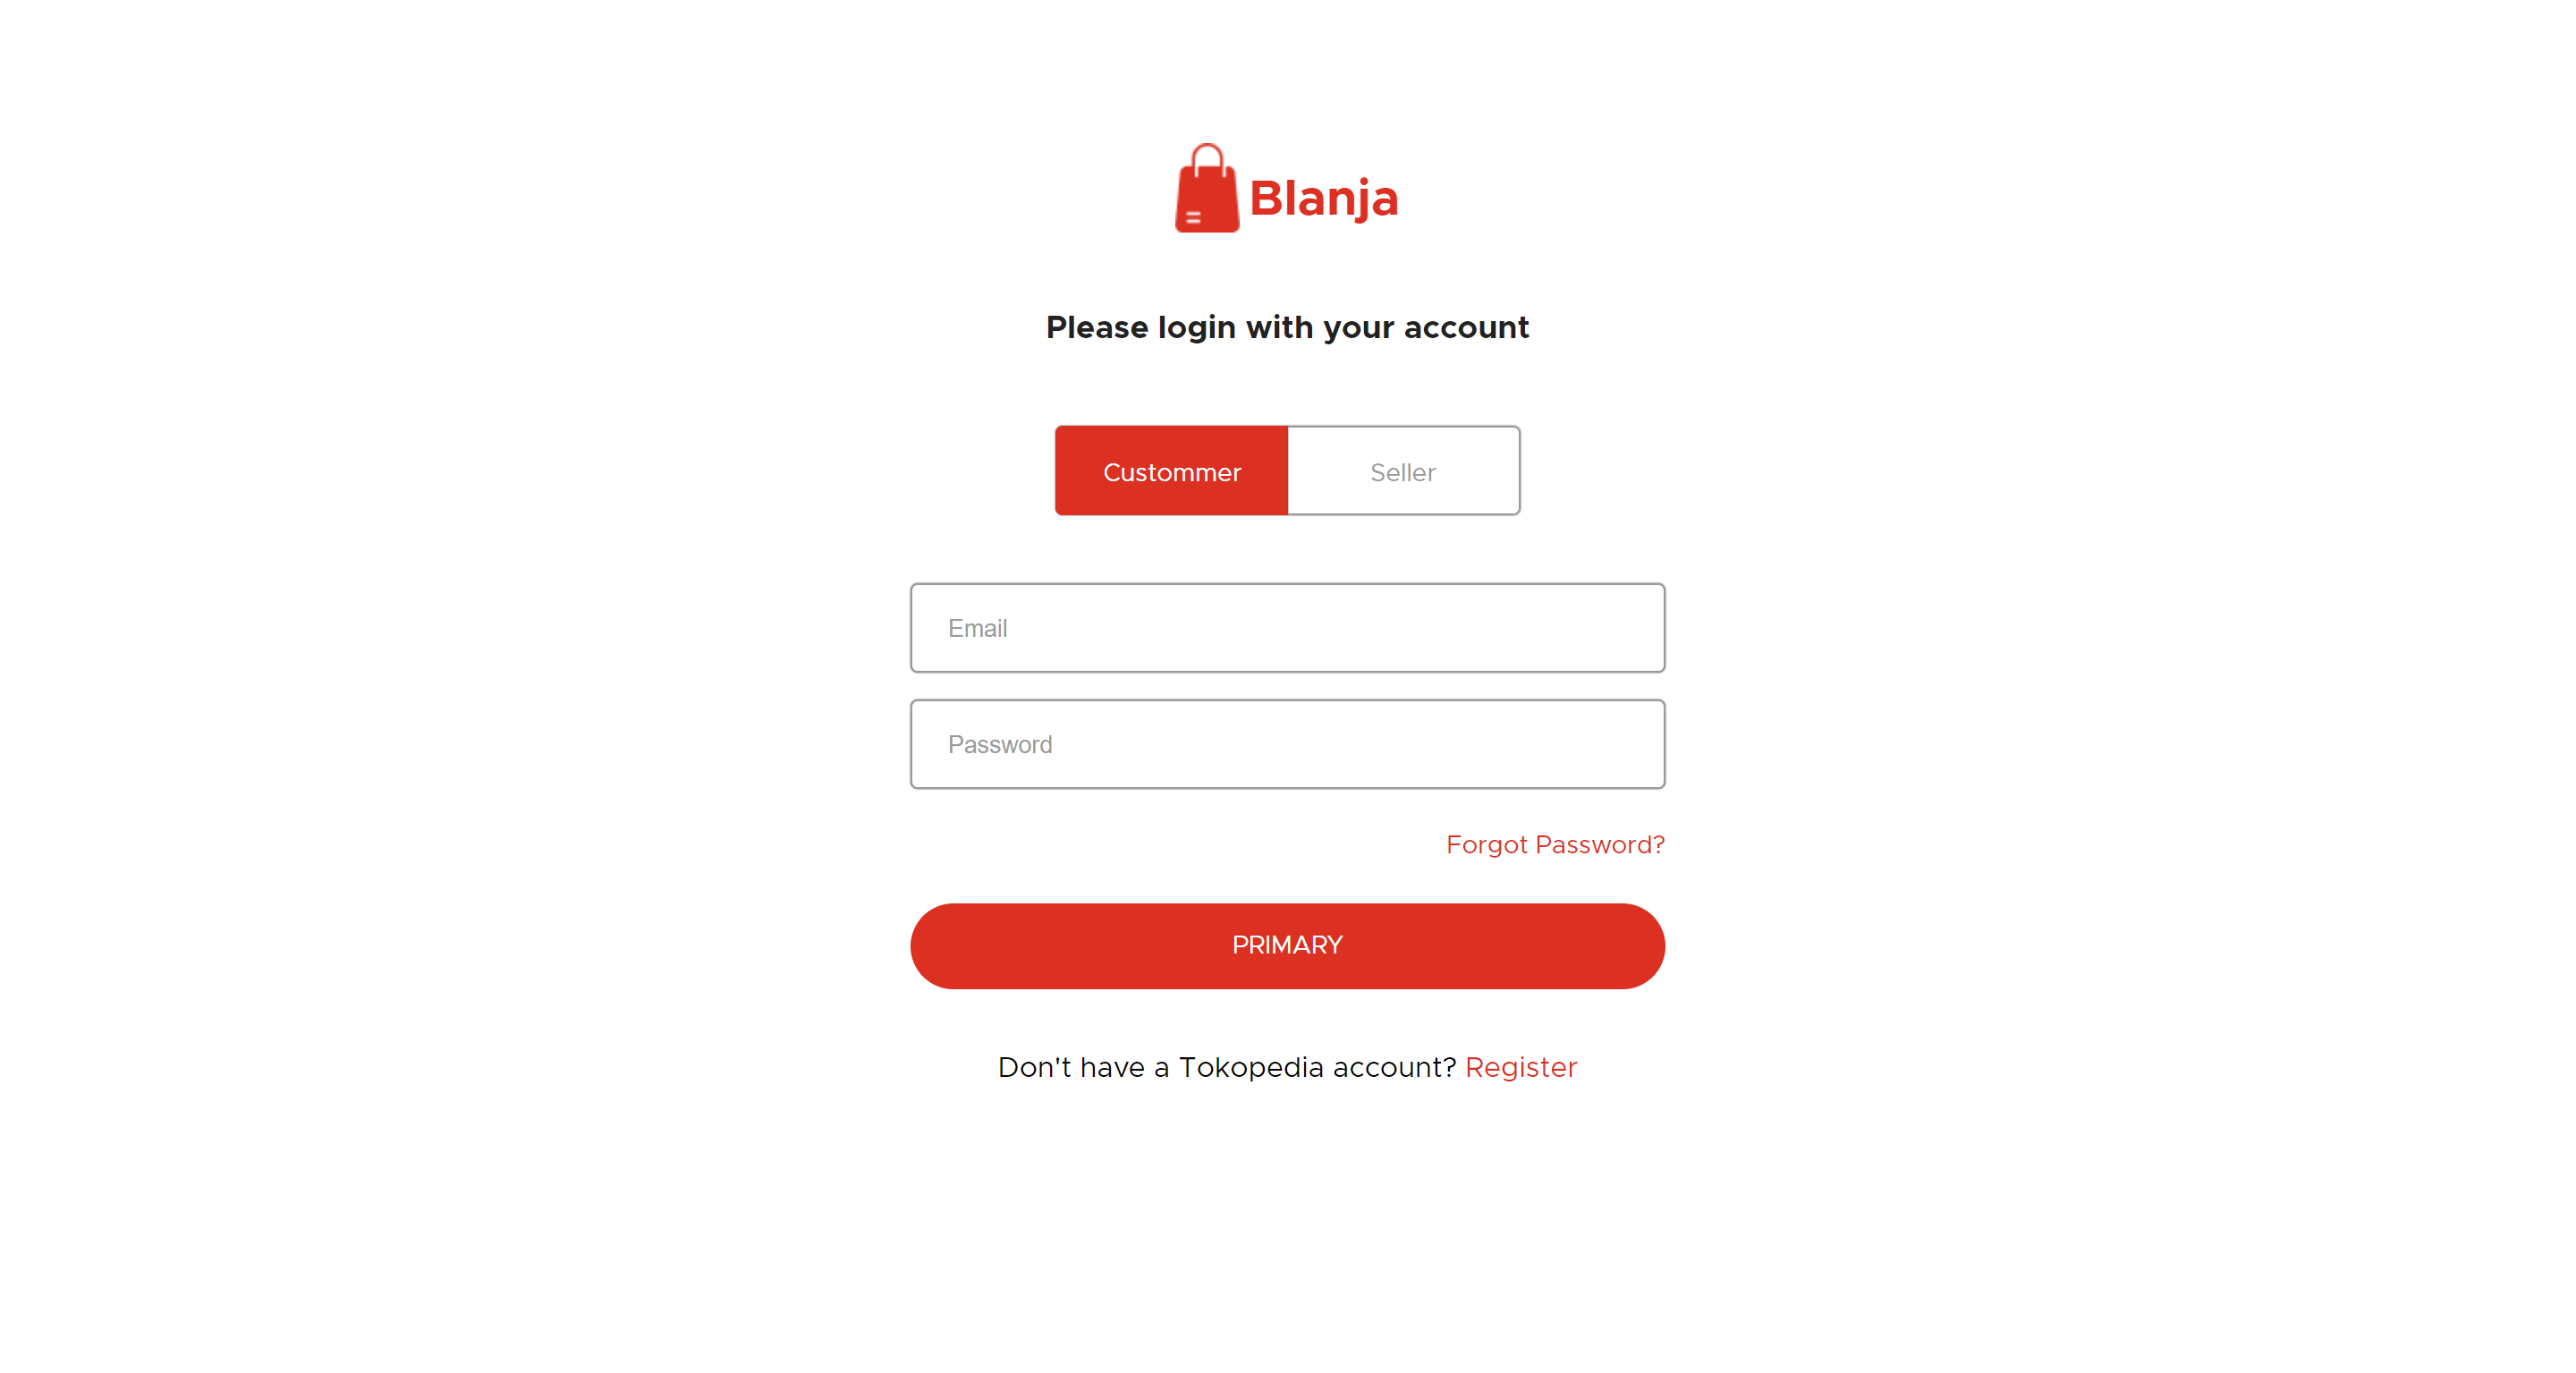 Blanja
Please login with your account
Custommer Seller
Email
Password
Forgot Password?
PRIMARY
Don't have a Tokopedia account? Register